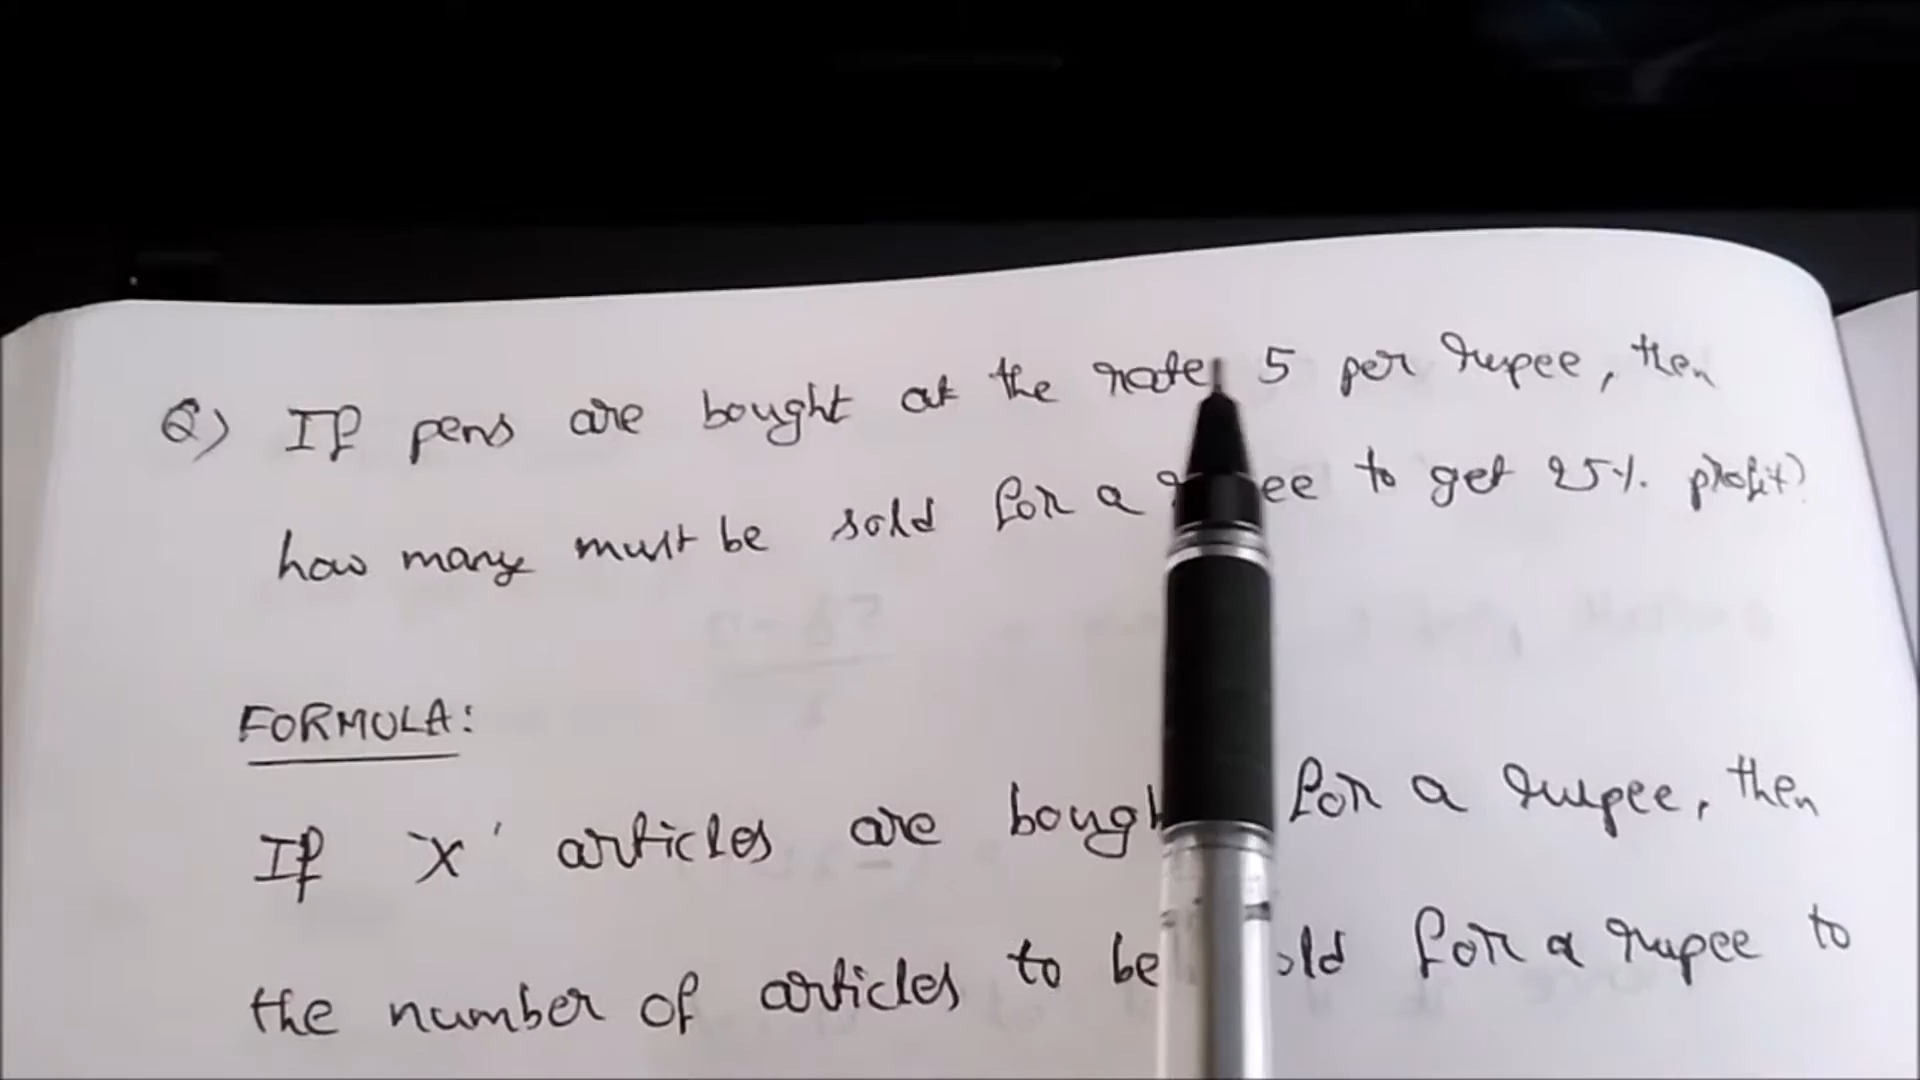 Q) If pens are bought at the rate 5 per rupee, then
how many must be sold for a ee to get 25% profit?
FORMULA:
If 'X' articles are bough for a rupee, then
the number of articles to be old for a rupee to